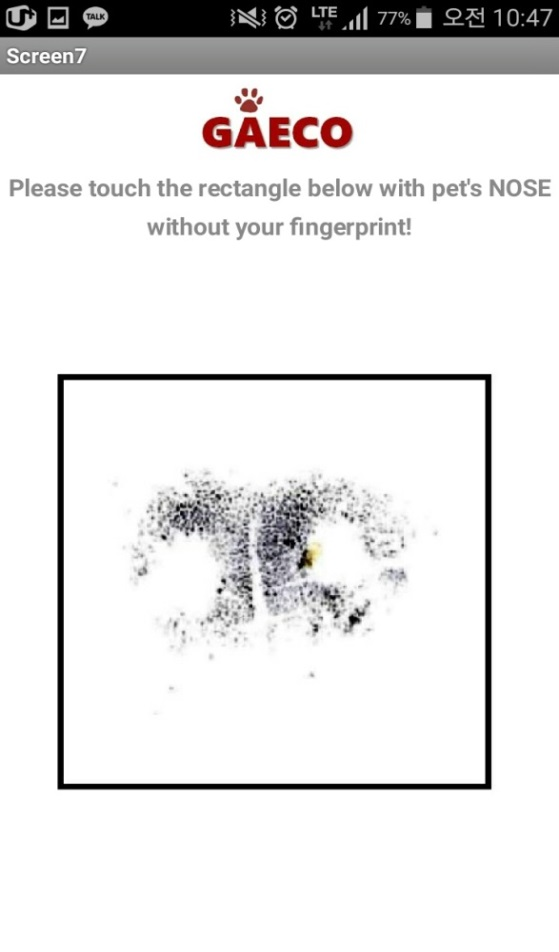 U+
TALK
LTE
77%
오전 10:47
Screen7
GAECO
Please touch the rectangle below with pet's NOSE
without your fingerprint!